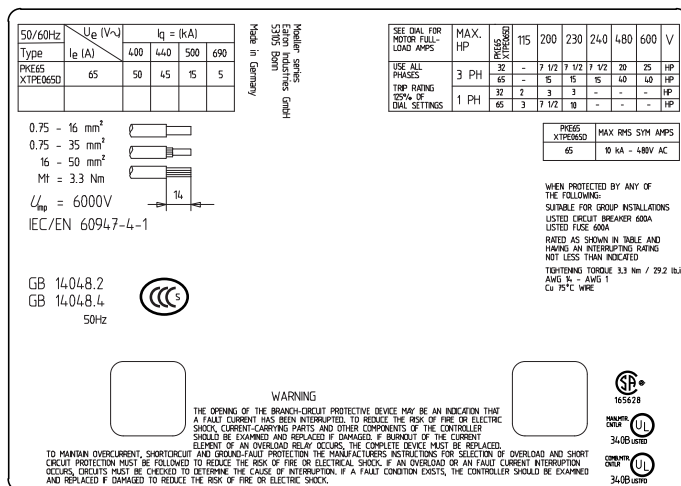 50/60Hz Ue (V~) Iq = (kA)
Type Ie (A) 400 440 500 690
PKE65 XTPE065D 65 50 45 15 5
0.75 - 16 mm²
0.75 - 35 mm²
16 - 50 mm²
Mt = 3.3 Nm
14
Uimp = 6000V
IEC/EN 60947-4-1
GB 14048.2
GB 14048.4
50Hz
CCC S
Moeller series
Eaton Industries GmbH
53105 Bonn
Made in Germany
SEE DIAL FOR MOTOR FULL-LOAD AMPS MAX. HP PKE65 XTPE065D 115 200 230 240 480 600 V
USE ALL PHASES 3 PH 32 - 7 1/2 7 1/2 7 1/2 20 25 HP
65 - 15 15 15 40 40 HP
TRIP RATING 125% OF DIAL SETTINGS 1 PH 32 2 3 3 - - - HP
65 3 7 1/2 10 - - - HP
PKE65 XTPE065D MAX RMS SYM AMPS
65 10 kA - 480V AC
WHEN PROTECTED BY ANY OF
THE FOLLOWING:
SUITABLE FOR GROUP INSTALLATIONS
LISTED CIRCUIT BREAKER 600A
LISTED FUSE 600A
RATED AS SHOWN IN TABLE AND
HAVING AN INTERRUPTING RATING
NOT LESS THAN INDICATED
TIGHTENING TORQUE 3.3 Nm / 29.2 lb.i
AWG 14 - AWG 1
Cu 75°C WIRE
WARNING
THE OPENING OF THE BRANCH-CIRCUIT PROTECTIVE DEVICE MAY BE AN INDICATION THAT
A FAULT CURRENT HAS BEEN INTERRUPTED. TO REDUCE THE RISK OF FIRE OR ELECTRIC
SHOCK, CURRENT-CARRYING PARTS AND OTHER COMPONENTS OF THE CONTROLLER
SHOULD BE EXAMINED AND REPLACED IF DAMAGED. IF BURNOUT OF THE CURRENT
ELEMENT OF AN OVERLOAD RELAY OCCURS, THE COMPLETE DEVICE MUST BE REPLACED.
TO MAINTAIN OVERCURRENT, SHORTCIRCUIT AND GROUND-FAULT PROTECTION THE MANUFACTURERS INSTRUCTIONS FOR SELECTION OF OVERLOAD AND SHORT
CIRCUIT PROTECTION MUST BE FOLLOWED TO REDUCE THE RISK OF FIRE OR ELECTRICAL SHOCK. IF AN OVERLOAD OR AN FAULT CURRENT INTERRUPTION
OCCURS, CIRCUITS MUST BE CHECKED TO DETERMINE THE CAUSE OF INTERRUPTION. IF A FAULT CONDITION EXISTS, THE CONTROLLER SHOULD BE EXAMINED
AND REPLACED IF DAMAGED TO REDUCE THE RISK OF FIRE OR ELECTRIC SHOCK.
SA ®
165628
MAN.MTR. CNTLR UL
340B LISTED
COMB.MTR. CNTLR UL
340B LISTED